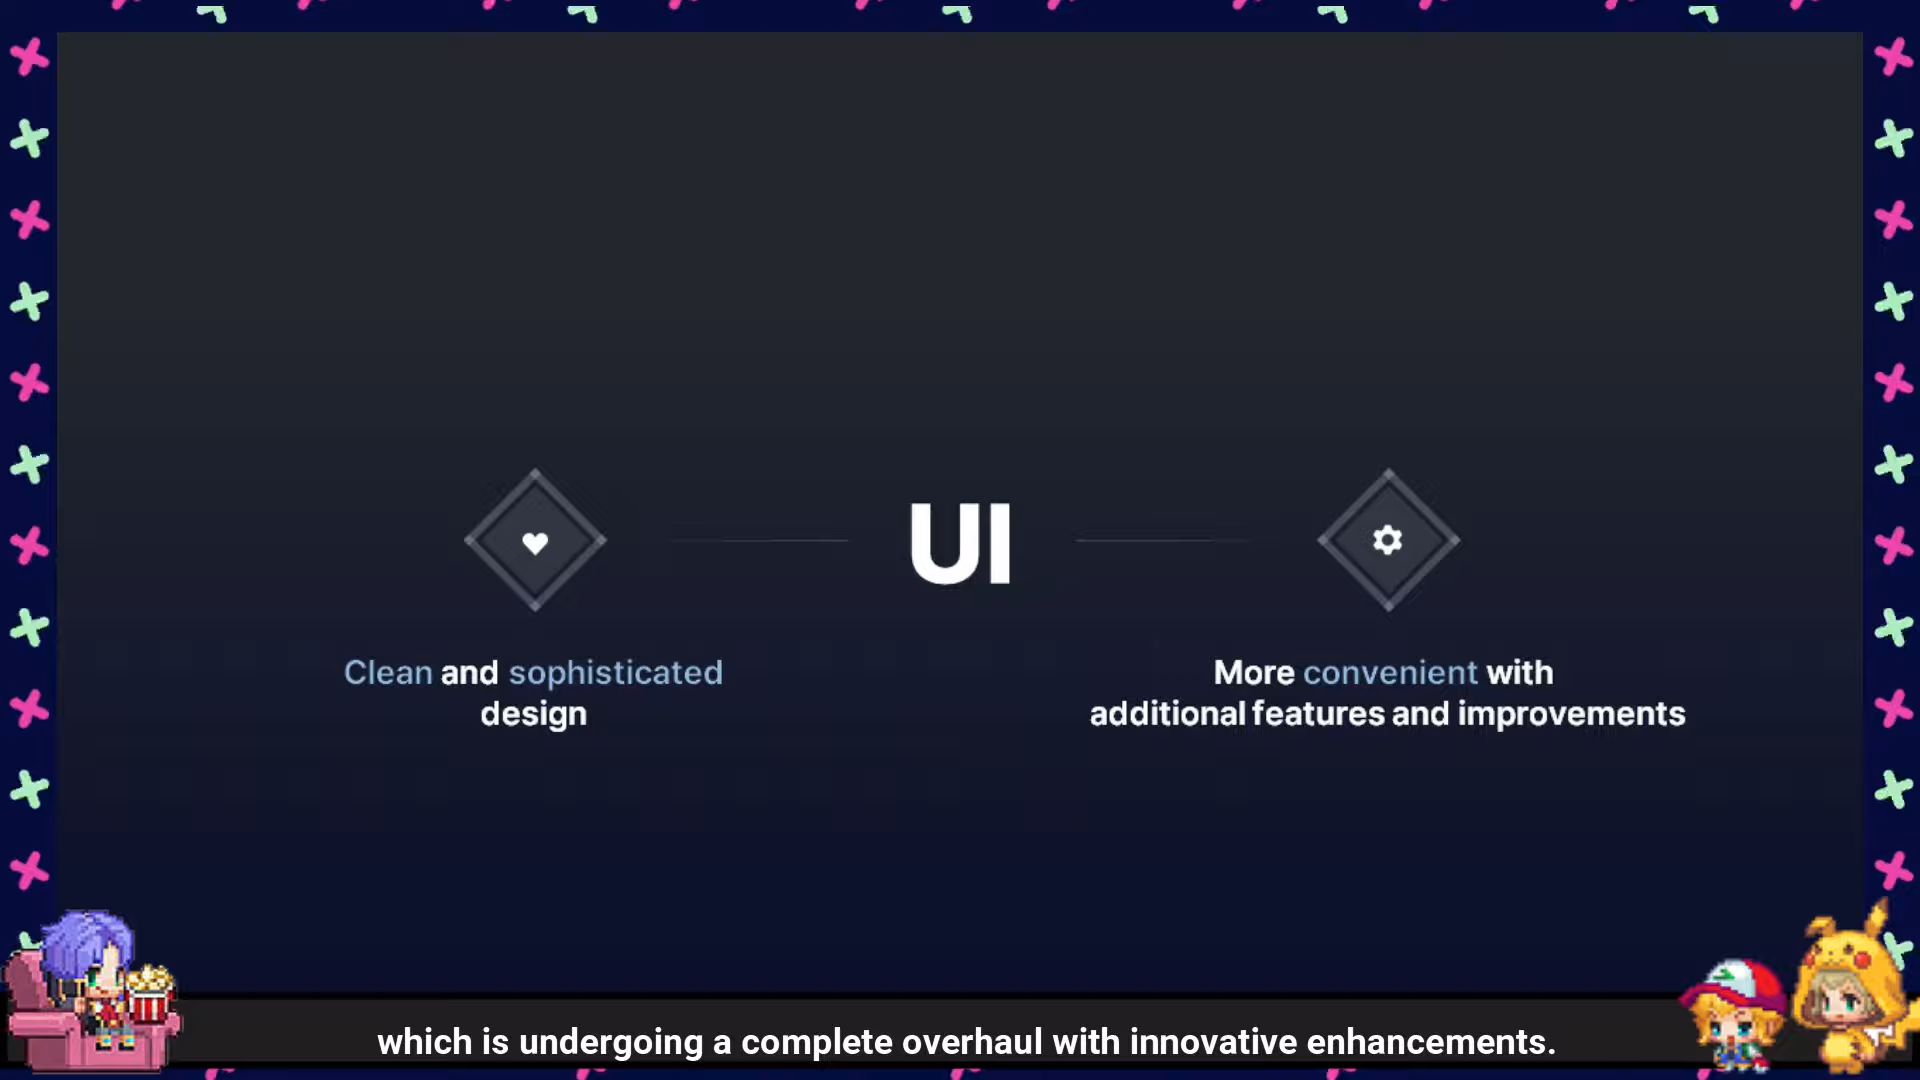 UI
Clean and sophisticated
design
More convenient with
additional features and improvements
which is undergoing a complete overhaul with innovative enhancements.